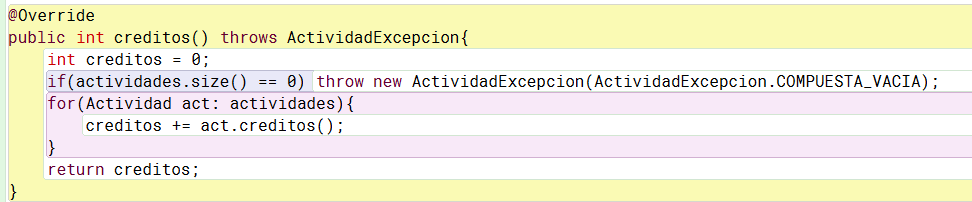 @Override
public int creditos() throws ActividadExcepcion{
int creditos = 0;
if(actividades.size() == 0) throw new ActividadExcepcion(ActividadExcepcion.COMPUESTA_VACIA);
for(Actividad act: actividades){
creditos += act.creditos();
}
return creditos;
}